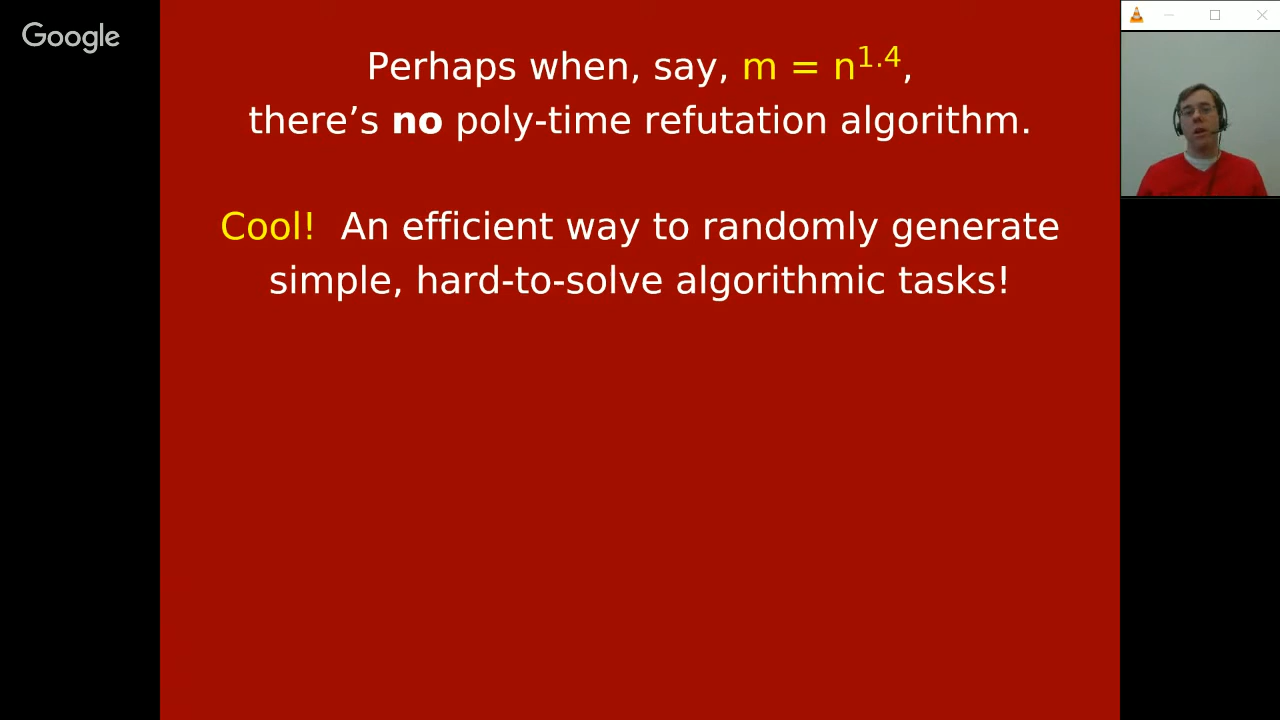 Google
Perhaps when, say, m = n^1.4,
there’s no poly-time refutation algorithm.
Cool! An efficient way to randomly generate
simple, hard-to-solve algorithmic tasks!